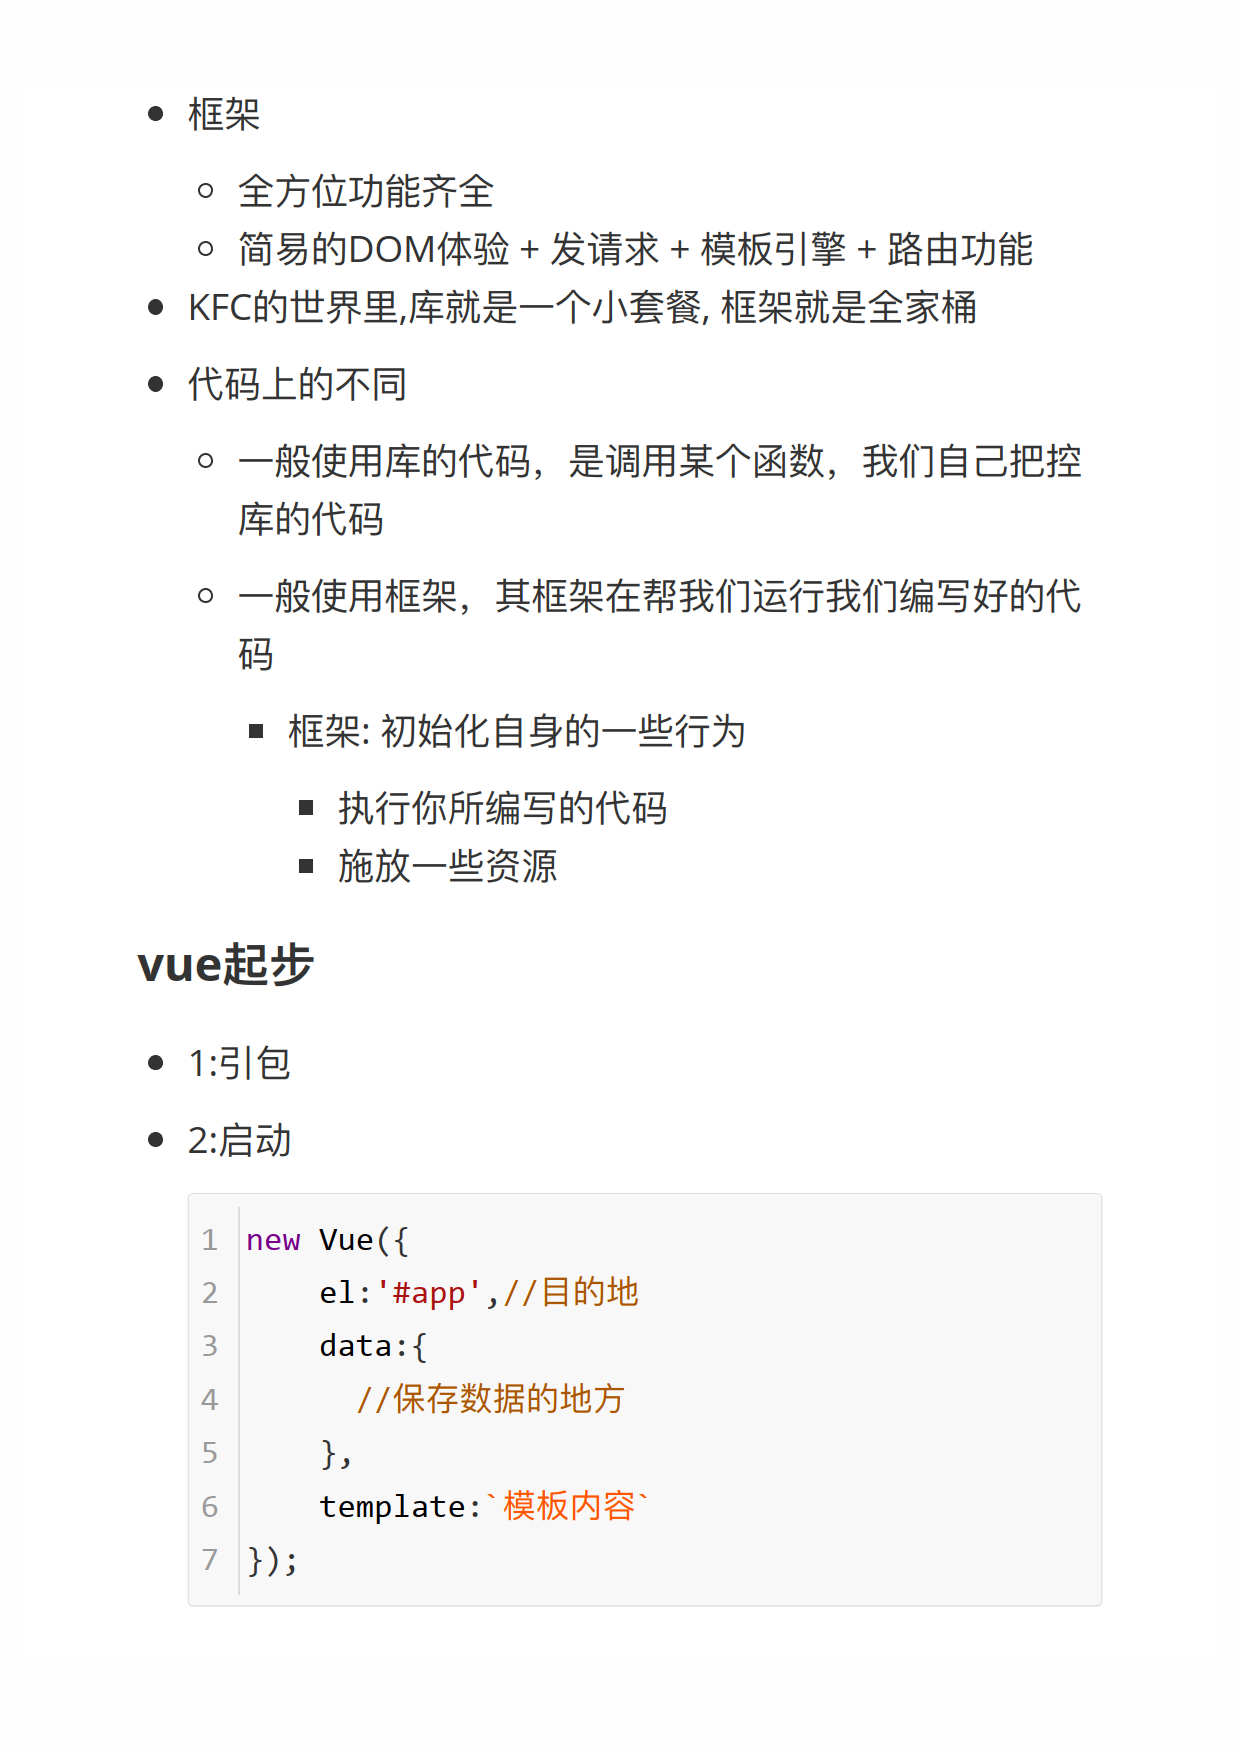 框架
全方位功能齐全
简易的DOM体验 + 发请求 + 模板引擎 + 路由功能
KFC的世界里,库就是一个小套餐, 框架就是全家桶
代码上的不同
一般使用库的代码，是调用某个函数，我们自己把控
库的代码
一般使用框架，其框架在帮我们运行我们编写好的代
码
框架: 初始化自身的一些行为
执行你所编写的代码
施放一些资源
vue起步
1:引包
2:启动
1 new Vue({
2     el:'#app',//目的地
3     data:{
4       //保存数据的地方
5     },
6     template:`模板内容`
7 });